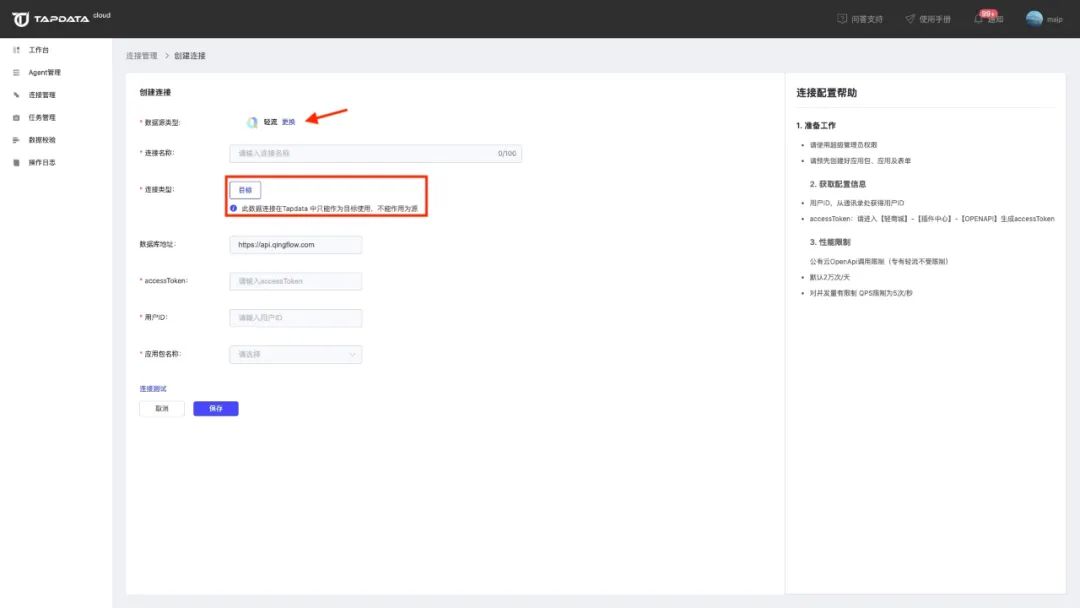 TAPDATA cloud
问答支持
使用手册
99+
通知
msjp
工作台
Agent管理
连接管理
任务管理
数据校验
操作日志
连接管理 > 创建连接
创建连接
* 数据源类型:
轻流 更换
* 连接名称:
请输入连接名称
0/100
* 连接类型:
目标
此数据连接在Tapdata 中只能作为目标使用，不能作用为源
数据库地址:
https://api.qingflow.com
* accessToken:
请输入accessToken
* 用户ID:
请输入用户ID
* 应用包名称:
请选择
连接测试
取消
保存
连接配置帮助
1. 准备工作
• 请使用超级管理员权限
• 请预先创建好应用包、应用及表单
2. 获取配置信息
• 用户ID，从通讯录处获得用户ID
• accessToken：请进入【轻商城】-【插件中心】-【OPENAPI】生成accessToken
3. 性能限制
公有云OpenApi调用限制（专有轻流不受限制）
• 默认2万次/天
• 对并发量有限制 QPS限制为5次/秒